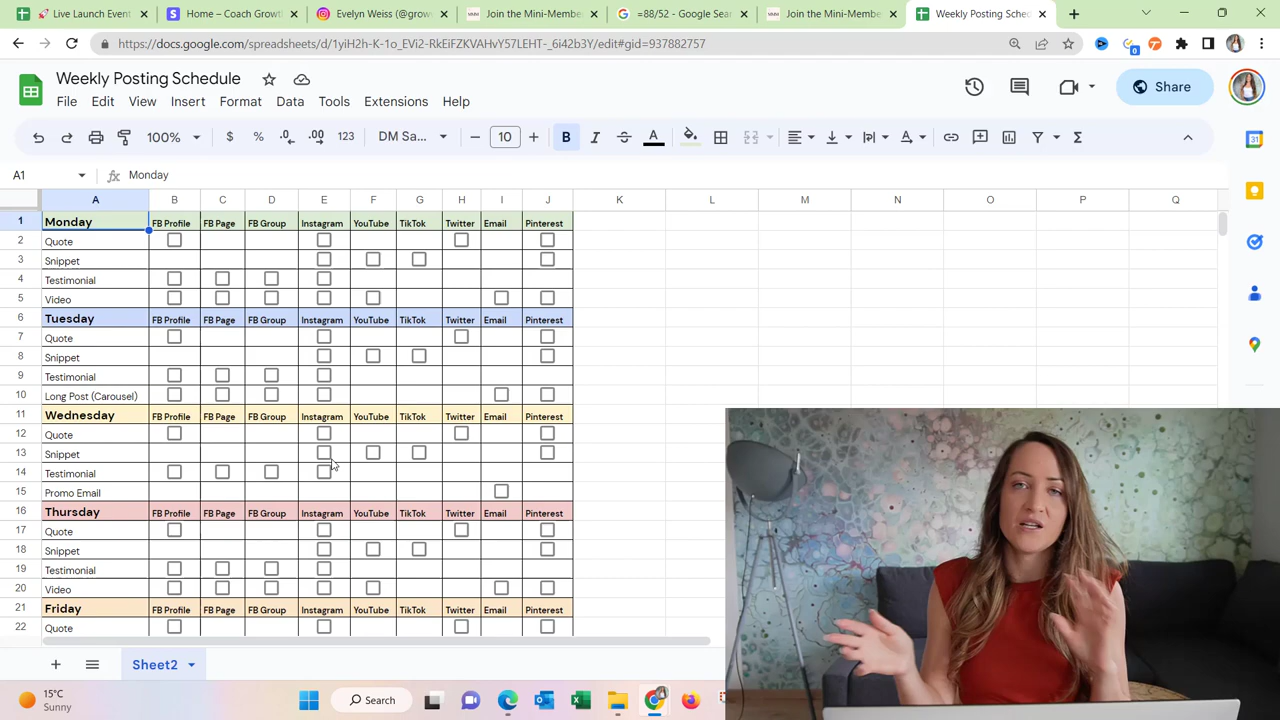 🚀 Live Launch Event
Home – Coach Growt
Evelyn Weiss (@grow
Join the Mini-Membe
=88/52 - Google Sear
Join the Mini-Membe
Weekly Posting Sched
https://docs.google.com/spreadsheets/d/1yiH2h-K-1o_EVi22RkEiFZKVAHvY57LEHT-_6i42b3Y/edit#gid=937882757
0
Weekly Posting Schedule
Share
File Edit View Insert Format Data Tools Extensions Help
100% $ % .0 .00 123 DM Sa... 10 B I A
A1 fx Monday
A B C D E F G H I J K L M N O P Q
1 Monday FB Profile FB Page FB Group Instagram YouTube TikTok Twitter Email Pinterest
2 Quote
3 Snippet
4 Testimonial
5 Video
6 Tuesday FB Profile FB Page FB Group Instagram YouTube TikTok Twitter Email Pinterest
7 Quote
8 Snippet
9 Testimonial
10 Long Post (Carousel)
11 Wednesday FB Profile FB Page FB Group Instagram YouTube TikTok Twitter Email Pinterest
12 Quote
13 Snippet
14 Testimonial
15 Promo Email
16 Thursday FB Profile FB Page FB Group Instagram YouTube TikTok Twitter Email Pinterest
17 Quote
18 Snippet
19 Testimonial
20 Video
21 Friday FB Profile FB Page FB Group Instagram YouTube TikTok Twitter Email Pinterest
22 Quote
Sheet2
15°C
Sunny
Search
31